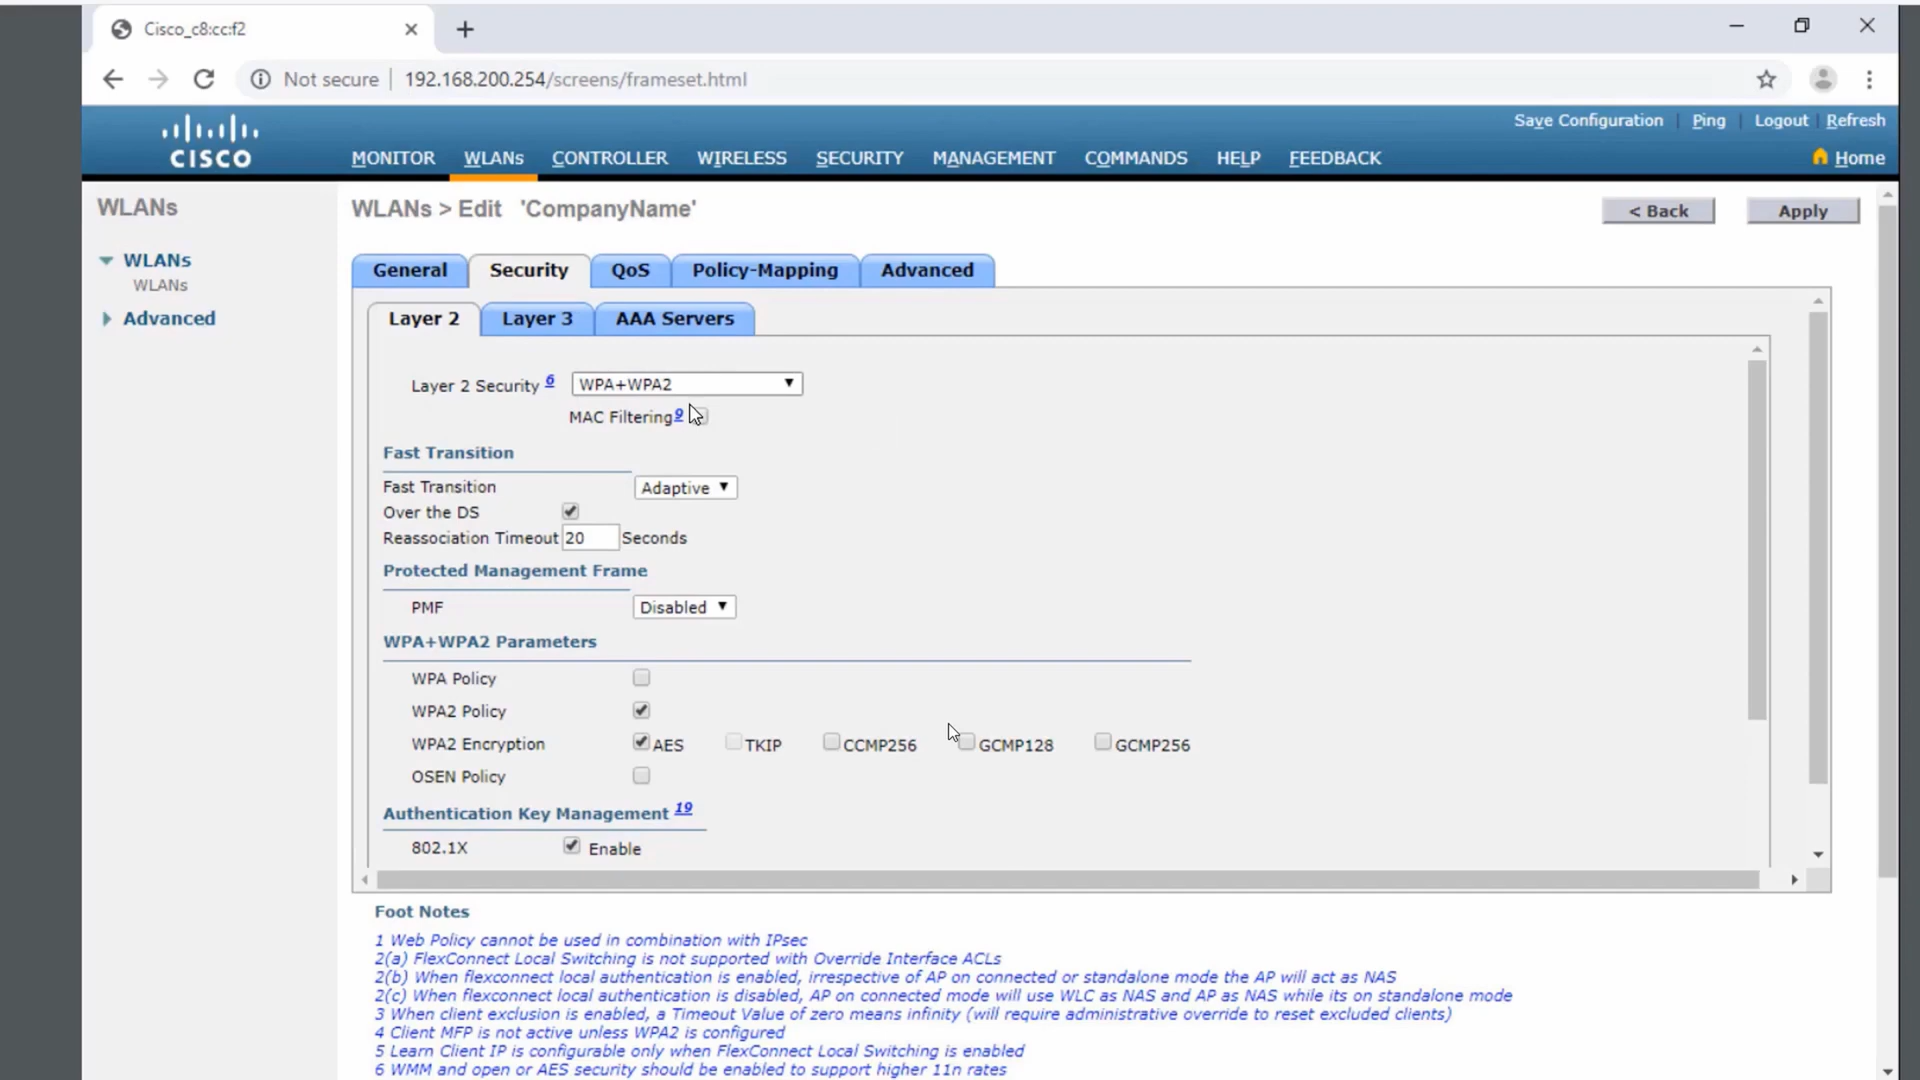 Cisco_c8:cc:f2
Not secure 192.168.200.254/screens/frameset.html
Save Configuration Ping Logout Refresh
CISCO
MONITOR WLANs CONTROLLER WIRELESS SECURITY MANAGEMENT COMMANDS HELP FEEDBACK Home
WLANs
WLANs
WLANs
Advanced
WLANs > Edit 'CompanyName'
< Back Apply
General Security QoS Policy-Mapping Advanced
Layer 2 Layer 3 AAA Servers
Layer 2 Security 6 WPA+WPA2
MAC Filtering9
Fast Transition
Fast Transition Adaptive
Over the DS
Reassociation Timeout 20 Seconds
Protected Management Frame
PMF Disabled
WPA+WPA2 Parameters
WPA Policy
WPA2 Policy
WPA2 Encryption AES TKIP CCMP256 GCMP128 GCMP256
OSEN Policy
Authentication Key Management 19
802.1X Enable
Foot Notes
1 Web Policy cannot be used in combination with IPsec
2(a) FlexConnect Local Switching is not supported with Override Interface ACLs
2(b) When flexconnect local authentication is enabled, irrespective of AP on connected or standalone mode the AP will act as NAS
2(c) When flexconnect local authentication is disabled, AP on connected mode will use WLC as NAS and AP as NAS while its on standalone mode
3 When client exclusion is enabled, a Timeout Value of zero means infinity (will require administrative override to reset excluded clients)
4 Client MFP is not active unless WPA2 is configured
5 Learn Client IP is configurable only when FlexConnect Local Switching is enabled
6 WMM and open or AES security should be enabled to support higher 11n rates